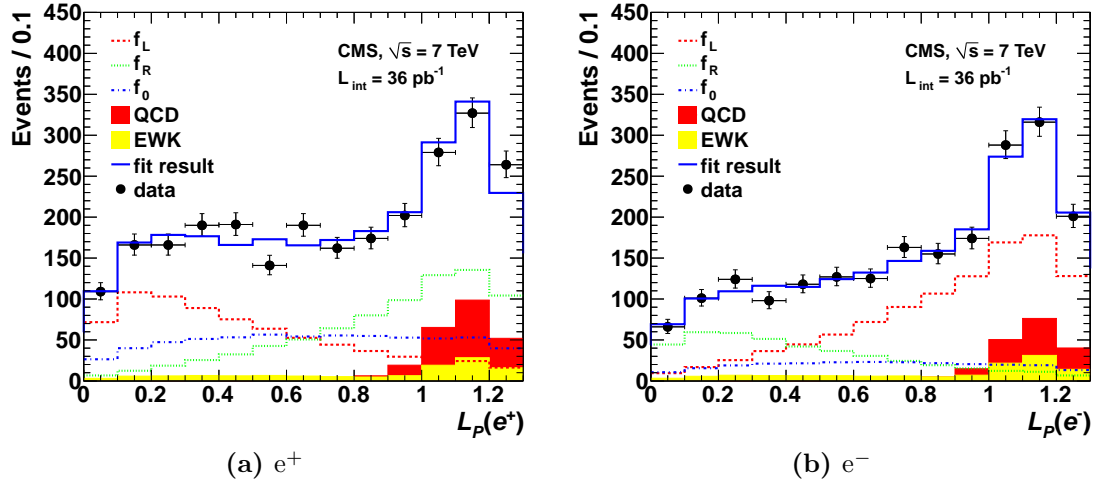 Events / 0.1
450
400
350
300
250
200
150
100
50
0
f_L
f_R
f_0
QCD
EWK
fit result
data
CMS, √s = 7 TeV
L_int = 36 pb⁻¹
0 0.2 0.4 0.6 0.8 1 1.2
L_P(e⁺)
(a) e⁺
Events / 0.1
450
400
350
300
250
200
150
100
50
0
f_L
f_R
f_0
QCD
EWK
fit result
data
CMS, √s = 7 TeV
L_int = 36 pb⁻¹
0 0.2 0.4 0.6 0.8 1 1.2
L_P(e⁻)
(b) e⁻